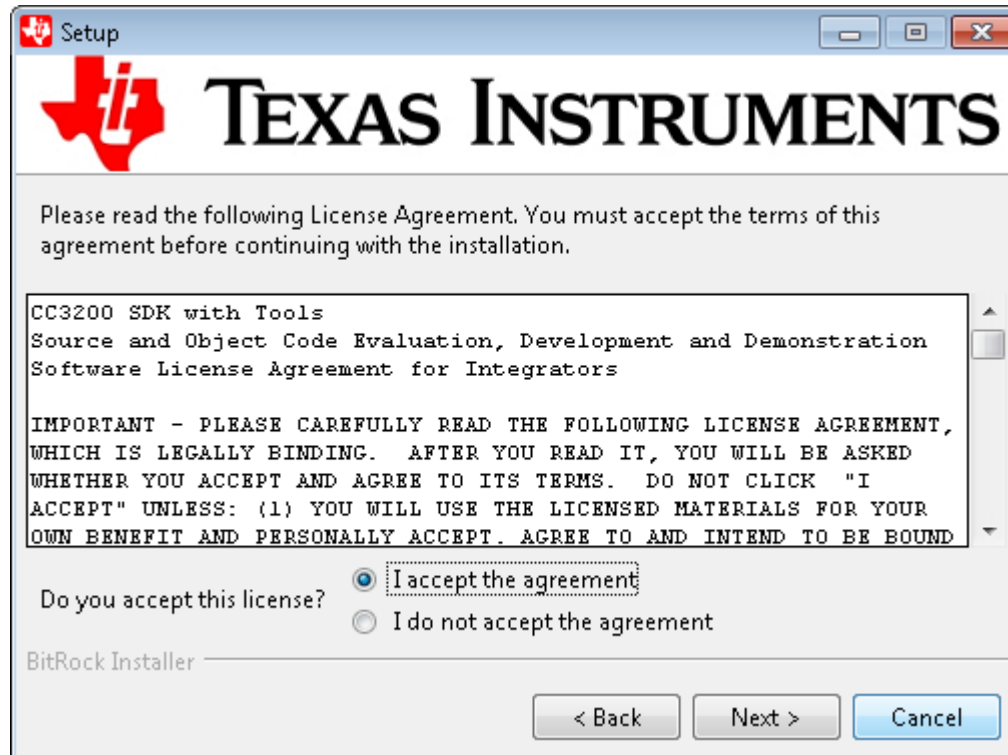 Setup
TEXAS INSTRUMENTS
Please read the following License Agreement. You must accept the terms of this
agreement before continuing with the installation.
CC3200 SDK with Tools
Source and Object Code Evaluation, Development and Demonstration
Software License Agreement for Integrators
IMPORTANT - PLEASE CAREFULLY READ THE FOLLOWING LICENSE AGREEMENT,
WHICH IS LEGALLY BINDING.  AFTER YOU READ IT, YOU WILL BE ASKED
WHETHER YOU ACCEPT AND AGREE TO ITS TERMS.  DO NOT CLICK  "I
ACCEPT" UNLESS: (1) YOU WILL USE THE LICENSED MATERIALS FOR YOUR
OWN BENEFIT AND PERSONALLY ACCEPT, AGREE TO AND INTEND TO BE BOUND
Do you accept this license?
I accept the agreement
I do not accept the agreement
BitRock Installer
< Back
Next >
Cancel